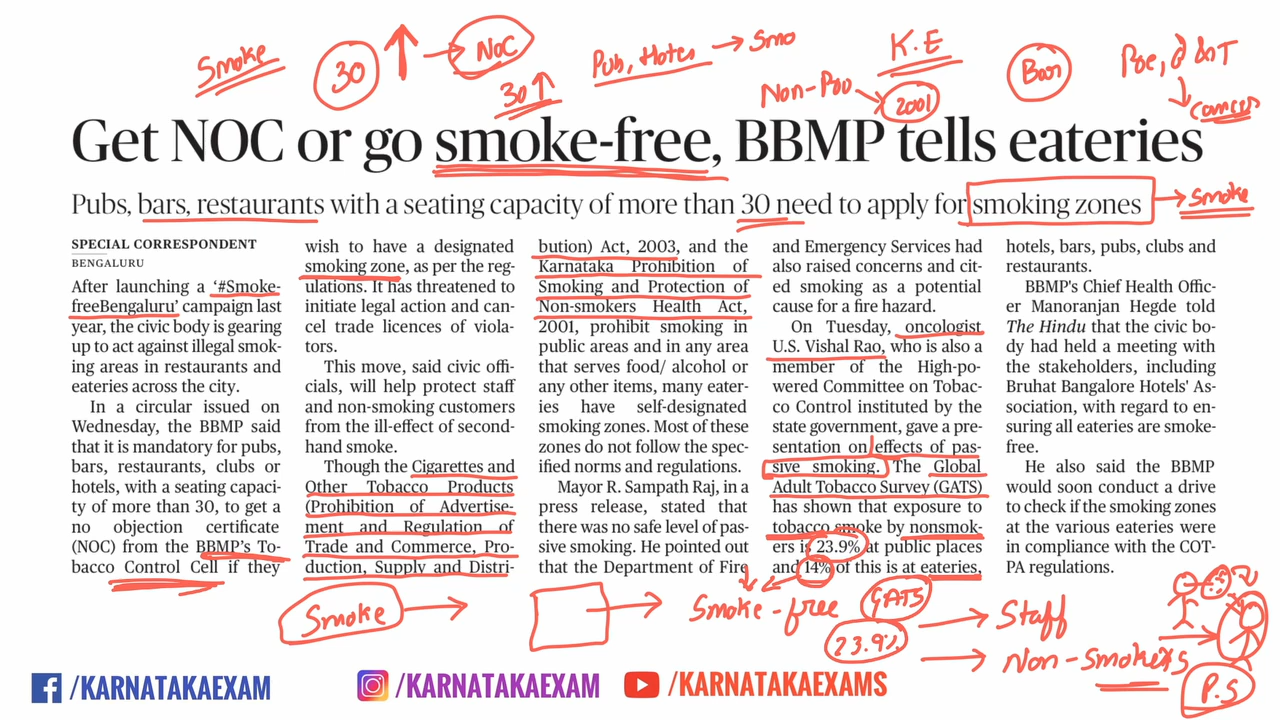 Smoke
30
NOC
30
Pub, Hotes
Smo
Non-Poo
K.E
2001
Ban
cancer
Get NOC or go smoke-free, BBMP tells eateries
Pubs, bars, restaurants with a seating capacity of more than 30 need to apply for smoking zones
Smoke
SPECIAL CORRESPONDENT
BENGALURU
After launching a ‘#Smoke-
freeBengaluru’ campaign last
year, the civic body is gearing
up to act against illegal smok-
ing areas in restaurants and
eateries across the city.
In a circular issued on
Wednesday, the BBMP said
that it is mandatory for pubs,
bars, restaurants, clubs or
hotels, with a seating capaci-
ty of more than 30, to get a
no objection certificate
(NOC) from the BBMP's To-
bacco Control Cell if they
wish to have a designated
smoking zone, as per the reg-
ulations. It has threatened to
initiate legal action and can-
cel trade licences of viola-
tors.
This move, said civic offi-
cials, will help protect staff
and non-smoking customers
from the ill-effect of second-
hand smoke.
Though the Cigarettes and
Other Tobacco Products
(Prohibition of Advertise-
ment and Regulation of
Trade and Commerce, Pro-
duction, Supply and Distri-
bution) Act, 2003, and the
Karnataka Prohibition of
Smoking and Protection of
Non-smokers Health Act,
2001, prohibit smoking in
public areas and in any area
that serves food/ alcohol or
any other items, many eater-
ies have self-designated
smoking zones. Most of these
zones do not follow the spec-
ified norms and regulations.
Mayor R. Sampath Raj, in a
press release, stated that
there was no safe level of pas-
sive smoking. He pointed out
that the Department of Fire
and Emergency Services had
also raised concerns and cit-
ed smoking as a potential
cause for a fire hazard.
On Tuesday, oncologist
U.S. Vishal Rao, who is also a
member of the High-po-
wered Committee on Tobac-
co Control instituted by the
state government, gave a pre-
sentation on effects of pas-
sive smoking. The Global
Adult Tobacco Survey (GATS)
has shown that exposure to
tobacco smoke by nonsmok-
ers is 23.9% at public places
and 14% of this is at eateries,
hotels, bars, pubs, clubs and
restaurants.
BBMP's Chief Health Offic-
er Manoranjan Hegde told
The Hindu that the civic bo-
dy had held a meeting with
the stakeholders, including
Bruhat Bangalore Hotels' As-
sociation, with regard to en-
suring all eateries are smoke-
free.
He also said the BBMP
would soon conduct a drive
to check if the smoking zones
at the various eateries were
in compliance with the COT-
PA regulations.
Smoke
Smoke-free
GATS
23.9%
Staff
Non-Smokers
P.S
/KARNATAKAEXAM
/KARNATAKAEXAM
/KARNATAKAEXAMS